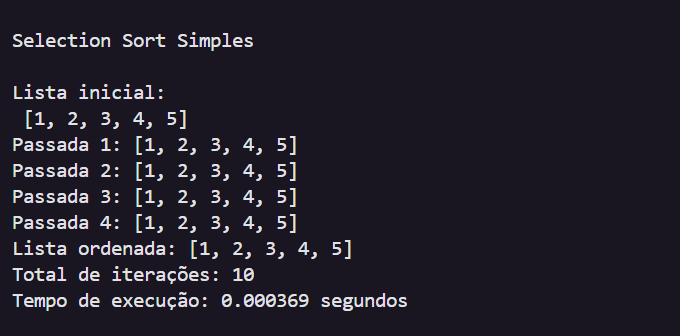 Selection Sort Simples
Lista inicial:
[1, 2, 3, 4, 5]
Passada 1: [1, 2, 3, 4, 5]
Passada 2: [1, 2, 3, 4, 5]
Passada 3: [1, 2, 3, 4, 5]
Passada 4: [1, 2, 3, 4, 5]
Lista ordenada: [1, 2, 3, 4, 5]
Total de iterações: 10
Tempo de execução: 0.000369 segundos